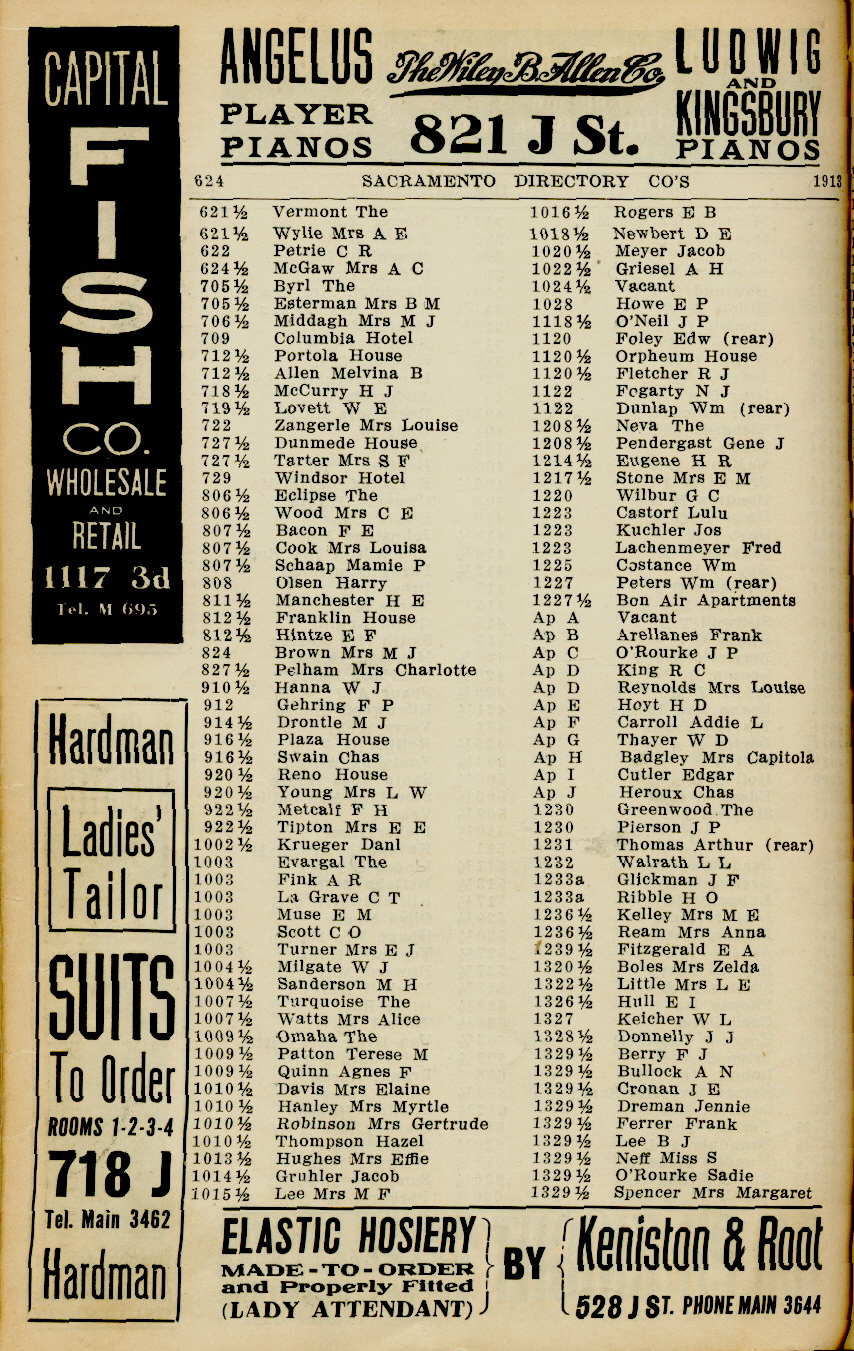 CAPITAL
FISH
CO.
WHOLESALE
AND
RETAIL
1117 3d
Tel. M 695
Hardman
Ladies'
Tailor
SUITS
To Order
ROOMS 1-2-3-4
718 J
Tel. Main 3462
Hardman
ANGELUS
PLAYER
PIANOS
The Wiley B. Allen Co.
821 J St.
LUDWIG
AND
KINGSBURY
PIANOS
624 SACRAMENTO DIRECTORY CO'S 1913
621½ Vermont The
621½ Wylie Mrs A E
622 Petrie C R
624½ McGaw Mrs A C
705½ Byrl The
705½ Esterman Mrs B M
706½ Middagh Mrs M J
709 Columbia Hotel
712½ Portola House
712½ Allen Melvina B
718½ McCurry H J
719½ Lovett W E
722 Zangerle Mrs Louise
727½ Dunmede House
727½ Tarter Mrs S F
729 Windsor Hotel
806½ Eclipse The
806½ Wood Mrs C E
807½ Bacon F E
807½ Cook Mrs Louisa
807½ Schaap Mamie P
808 Olsen Harry
811½ Manchester H E
812½ Franklin House
812½ Hintze E F
824 Brown Mrs M J
827½ Pelham Mrs Charlotte
910½ Hanna W J
912 Gehring F P
914½ Drontle M J
916½ Plaza House
916½ Swain Chas
920½ Reno House
920½ Young Mrs L W
922½ Metcalf F H
922½ Tipton Mrs E E
1002½ Krueger Danl
1003 Evargal The
1003 Fink A R
1003 La Grave C T
1003 Muse E M
1003 Scott C O
1003 Turner Mrs E J
1004½ Milgate W J
1004½ Sanderson M H
1007½ Turquoise The
1007½ Watts Mrs Alice
1009½ Omaha The
1009½ Patton Terese M
1009½ Quinn Agnes F
1010½ Davis Mrs Elaine
1010½ Hanley Mrs Myrtle
1010½ Robinson Mrs Gertrude
1010½ Thompson Hazel
1013½ Hughes Mrs Effie
1014½ Gruhler Jacob
1015½ Lee Mrs M F
1016½ Rogers E B
1018½ Newbert D E
1020½ Meyer Jacob
1022½ Griesel A H
1024½ Vacant
1028 Howe E P
1118½ O'Neil J P
1120 Foley Edw (rear)
1120½ Orpheum House
1120½ Fletcher R J
1122 Fogarty N J
1122 Dunlap Wm (rear)
1208½ Neva The
1208½ Pendergast Gene J
1214½ Eugene H R
1217½ Stone Mrs E M
1220 Wilbur G C
1223 Castorf Lulu
1223 Kuchler Jos
1223 Lachenmeyer Fred
1225 Costance Wm
1227 Peters Wm (rear)
1227½ Bon Air Apartments
Ap A Vacant
Ap B Arellanes Frank
Ap C O'Rourke J P
Ap D King R C
Ap D Reynolds Mrs Louise
Ap E Hoyt H D
Ap F Carroll Addie L
Ap G Thayer W D
Ap H Badgley Mrs Capitola
Ap I Cutler Edgar
Ap J Heroux Chas
1230 Greenwood The
1230 Pierson J P
1231 Thomas Arthur (rear)
1232 Walrath L L
1233a Glickman J F
1233a Ribble H O
1236½ Kelley Mrs M E
1236½ Ream Mrs Anna
1239½ Fitzgerald E A
1320½ Boles Mrs Zelda
1322½ Little Mrs L E
1326½ Hull E I
1327 Keicher W L
1328½ Donnelly J J
1329½ Berry F J
1329½ Bullock A N
1329½ Cronan J E
1329½ Dreman Jennie
1329½ Ferrer Frank
1329½ Lee B J
1329½ Neff Miss S
1329½ O'Rourke Sadie
1329½ Spencer Mrs Margaret
ELASTIC HOSIERY
MADE-TO-ORDER
and Properly Fitted
(LADY ATTENDANT)
BY
Keniston & Root
528 J ST. PHONE MAIN 3644